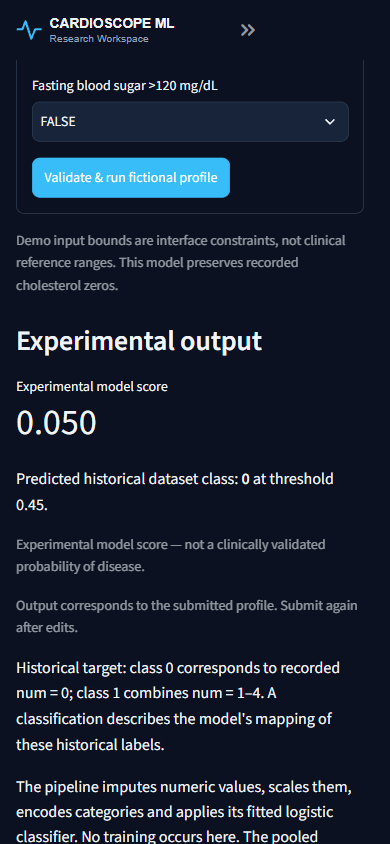 CARDIOSCOPE ML
Research Workspace
Fasting blood sugar >120 mg/dL
FALSE
Validate & run fictional profile
Demo input bounds are interface constraints, not clinical
reference ranges. This model preserves recorded
cholesterol zeros.
Experimental output
Experimental model score
0.050
Predicted historical dataset class: 0 at threshold
0.45.
Experimental model score — not a clinically validated
probability of disease.
Output corresponds to the submitted profile. Submit again
after edits.
Historical target: class 0 corresponds to recorded
num = 0; class 1 combines num = 1–4. A
classification describes the model's mapping of
these historical labels.
The pipeline imputes numeric values, scales them,
encodes categories and applies its fitted logistic
classifier. No training occurs here. The pooled